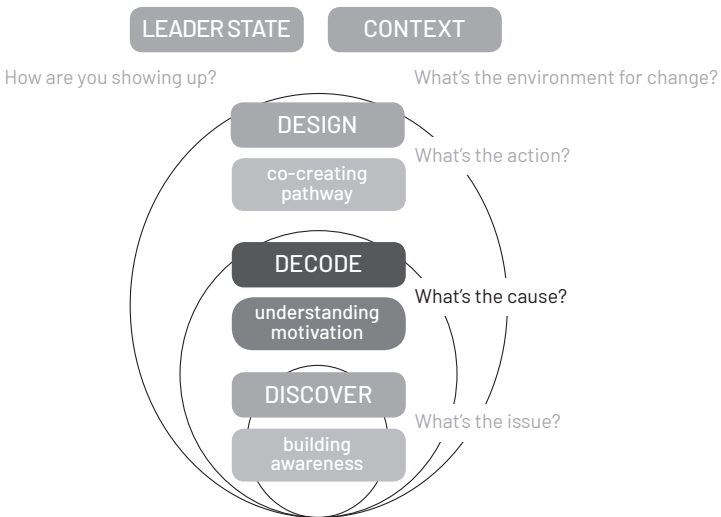 LEADER STATE
CONTEXT
How are you showing up?
What's the environment for change?
DESIGN
What's the action?
co-creating
pathway
DECODE
What's the cause?
understanding
motivation
DISCOVER
What's the issue?
building
awareness